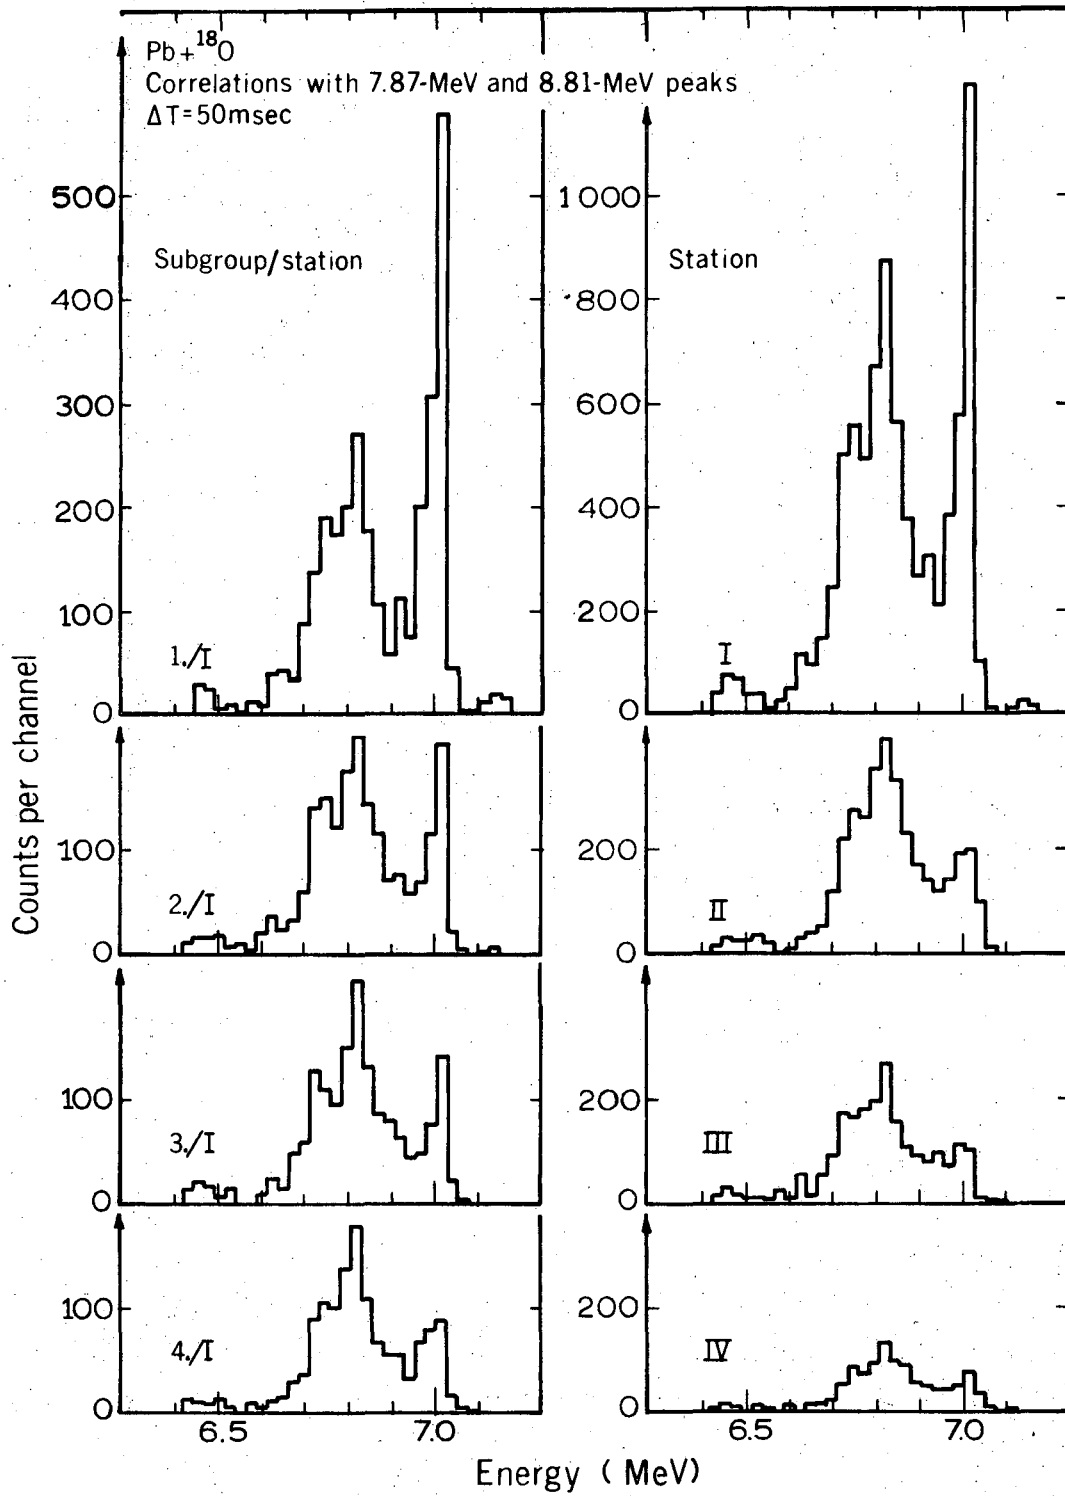 Pb+¹⁸O
Correlations with 7.87-MeV and 8.81-MeV peaks
ΔT=50msec
Subgroup/station
Station
500
400
300
200
100
0
1./I
1000
800
600
400
200
0
I
100
0
2./I
200
0
II
100
0
3./I
200
0
III
100
0
4./I
200
0
IV
6.5
7.0
6.5
7.0
Counts per channel
Energy (MeV)